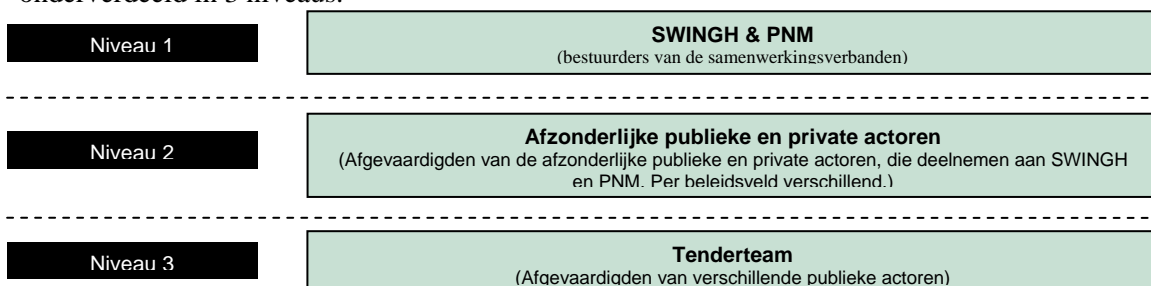 onderverdeeld in 3 niveaus.
Niveau 1
SWINGH & PNM
(bestuurders van de samenwerkingsverbanden)
Niveau 2
Afzonderlijke publieke en private actoren
(Afgevaardigden van de afzonderlijke publieke en private actoren, die deelnemen aan SWINGH
en PNM. Per beleidsveld verschillend.)
Niveau 3
Tenderteam
(Afgevaardigden van verschillende publieke actoren)